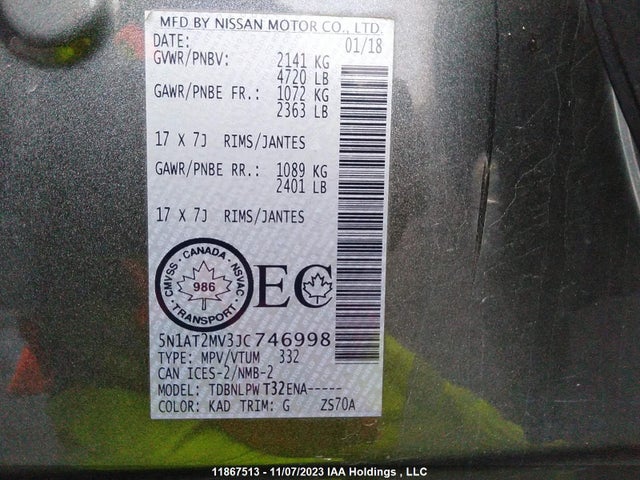 MFD BY NISSAN MOTOR CO., LTD.
DATE: 01/18
GVWR/PNBV: 2141 KG
4720 LB
GAWR/PNBE FR.: 1072 KG
2363 LB
17 X 7J RIMS/JANTES
GAWR/PNBE RR.: 1089 KG
2401 LB
17 X 7J RIMS/JANTES
CMVSS · CANADA · NSVAC
986
TRANSPORT
EC
5N1AT2MV3JC746998
TYPE: MPV/VTUM 332
CAN ICES-2/NMB-2
MODEL: TDBNLPW T32ENA-----
COLOR: KAD TRIM: G ZS70A
11867513 - 11/07/2023 IAA Holdings , LLC